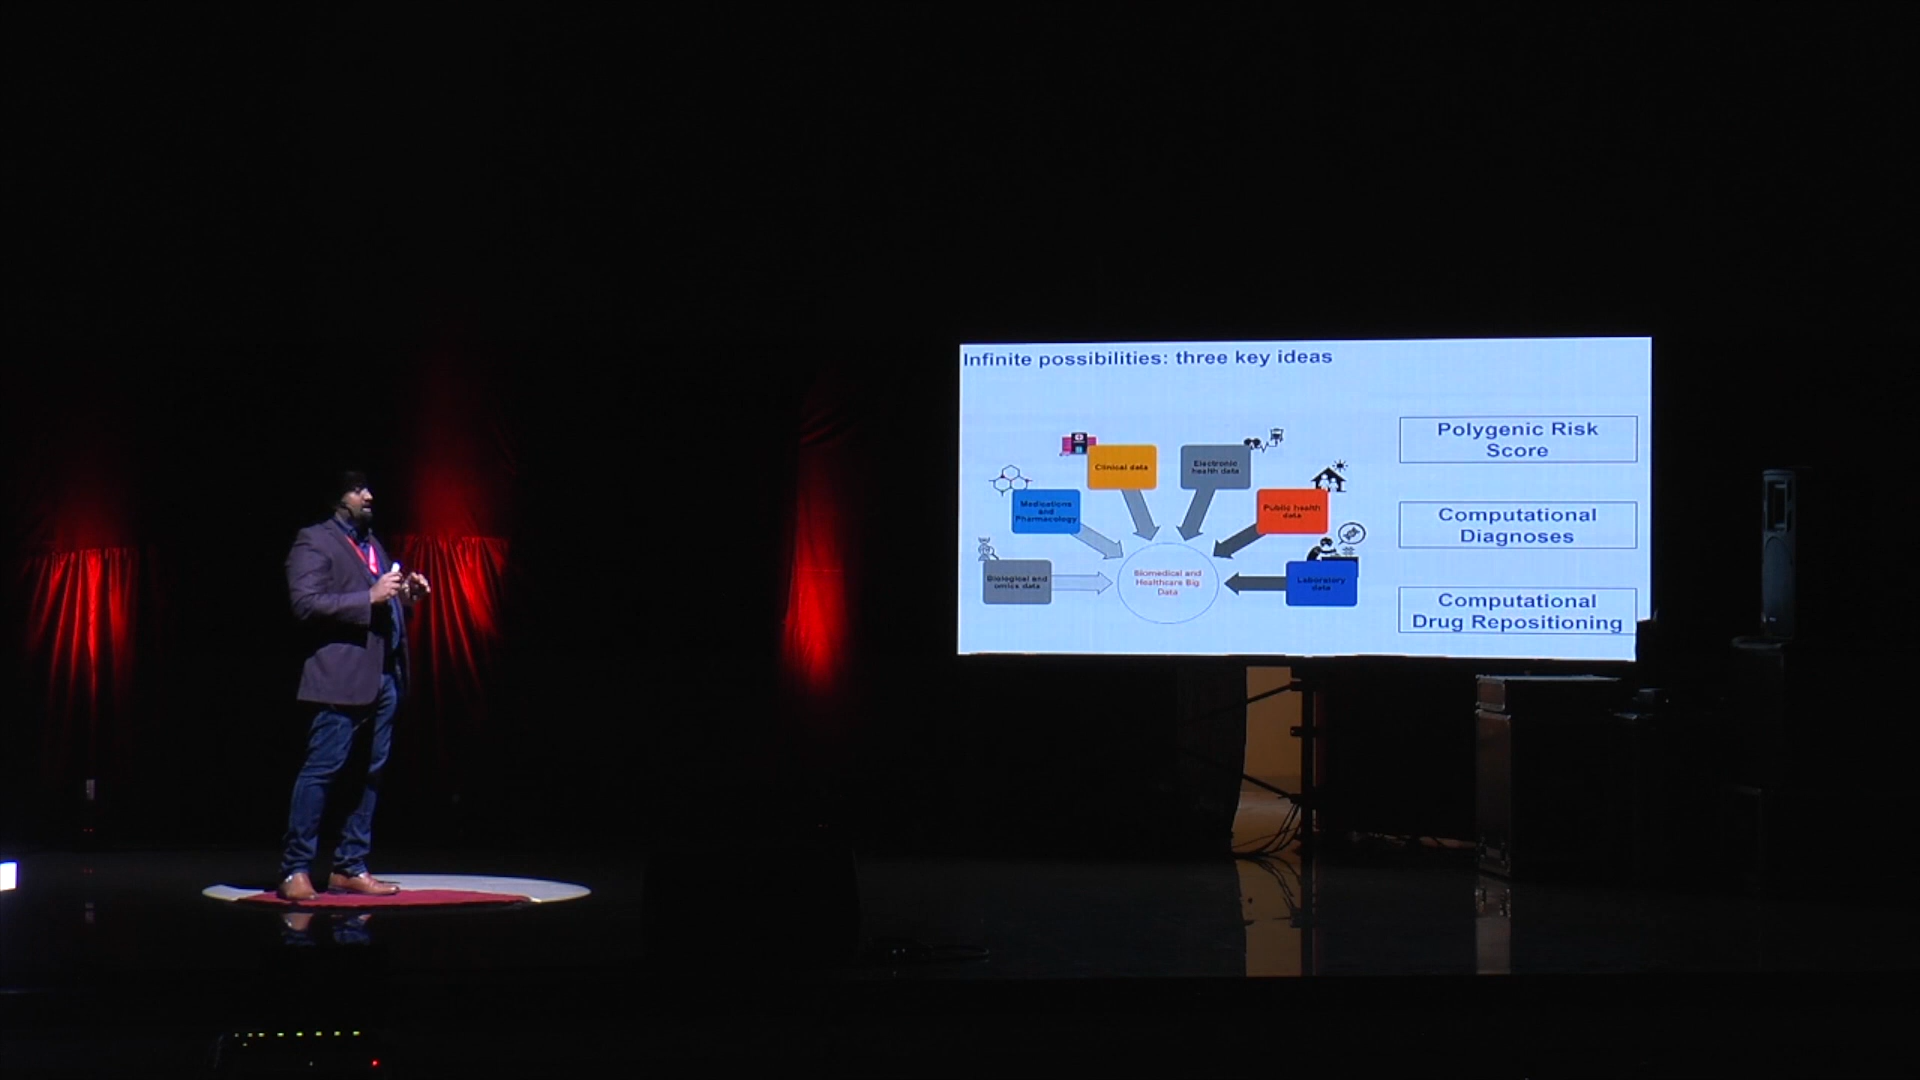 Infinite possibilities: three key ideas
Clinical data
Electronic
health data
Medications
and
Pharmacology
Public health
data
Biological and
omics data
Biomedical and
Healthcare Big
Data
Laboratory
data
Polygenic Risk
Score
Computational
Diagnoses
Computational
Drug Repositioning